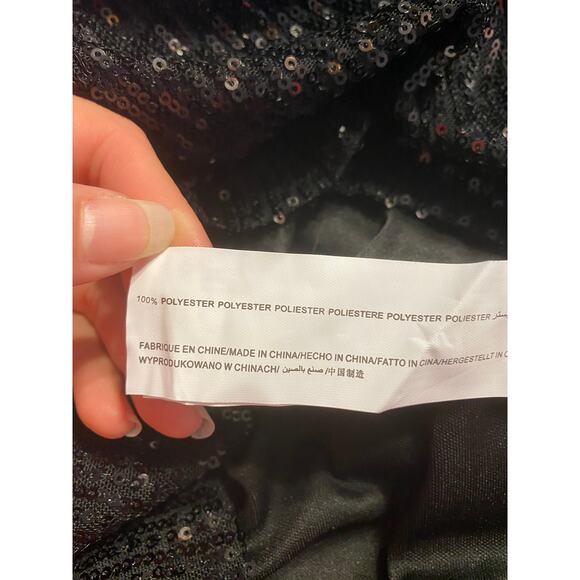 100% POLYESTER POLYESTER POLIESTER POLIESTERE POLYESTER POLIESTER
FABRIQUE EN CHINE/MADE IN CHINA/HECHO IN CHINA/FATTO IN CINA/HERGESTELLT IN
WYPRODUKOWANO W CHINACH/ صنع بالصين /中国制造